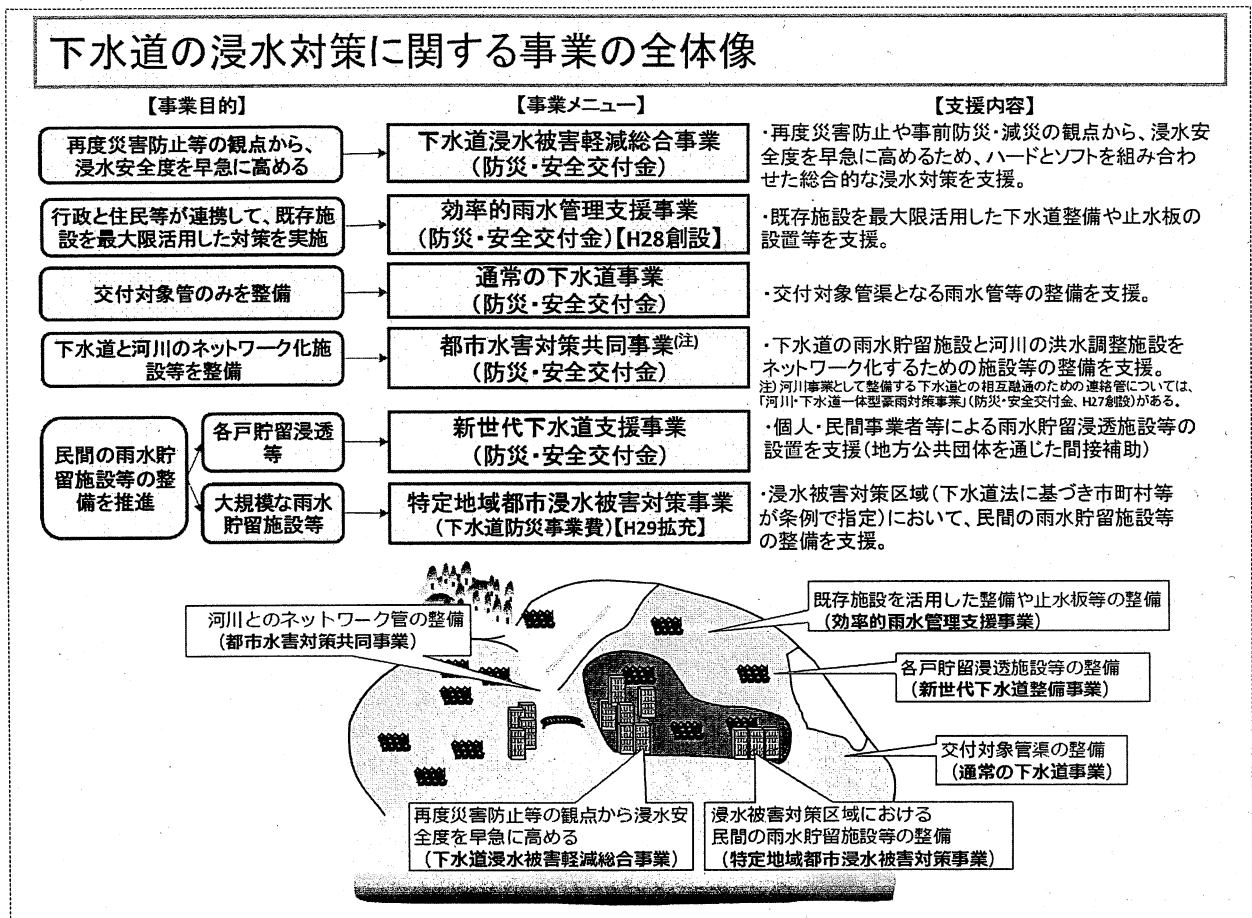 下水道の浸水対策に関する事業の全体像
【事業目的】
【事業メニュー】
【支援内容】
再度災害防止等の観点から、
浸水安全度を早急に高める
下水道浸水被害軽減総合事業
(防災・安全交付金)
・再度災害防止や事前防災・減災の観点から、浸水安
全度を早急に高めるため、ハードとソフトを組み合わ
せた総合的な浸水対策を支援。
行政と住民等が連携して、既存施
設を最大限活用した対策を実施
効率的雨水管理支援事業
(防災・安全交付金)【H28創設】
・既存施設を最大限活用した下水道整備や止水板の
設置等を支援。
交付対象管のみを整備
通常の下水道事業
(防災・安全交付金)
・交付対象管渠となる雨水管等の整備を支援。
下水道と河川のネットワーク化施
設等を整備
都市水害対策共同事業(注)
(防災・安全交付金)
・下水道の雨水貯留施設と河川の洪水調整施設を
ネットワーク化するための施設等の整備を支援。
注)河川事業として整備する下水道との相互融通のための連絡管については、
「河川・下水道一体型豪雨対策事業」(防災・安全交付金、H27創設)がある。
民間の雨水貯
留施設等の整
備を推進
各戸貯留浸透
等
新世代下水道支援事業
(防災・安全交付金)
・個人・民間事業者等による雨水貯留浸透施設等の
設置を支援(地方公共団体を通じた間接補助)
大規模な雨水
貯留施設等
特定地域都市浸水被害対策事業
(下水道防災事業費)【H29拡充】
・浸水被害対策区域(下水道法に基づき市町村等
が条例で指定)において、民間の雨水貯留施設等
の整備を支援。
河川とのネットワーク管の整備
(都市水害対策共同事業)
既存施設を活用した整備や止水板等の整備
(効率的雨水管理支援事業)
各戸貯留浸透施設等の整備
(新世代下水道整備事業)
交付対象管渠の整備
(通常の下水道事業)
再度災害防止等の観点から浸水安
全度を早急に高める
(下水道浸水被害軽減総合事業)
浸水被害対策区域における
民間の雨水貯留施設等の整備
(特定地域都市浸水被害対策事業)